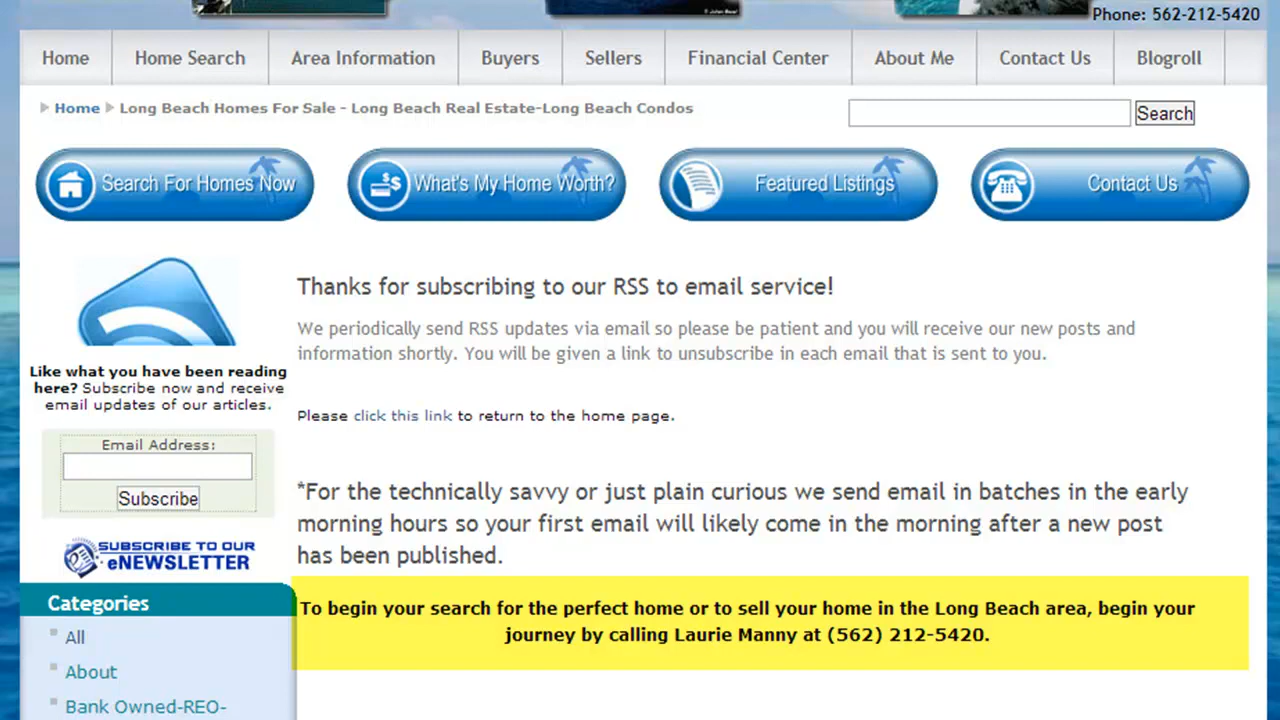 Phone: 562-212-5420
Home
Home Search
Area Information
Buyers
Sellers
Financial Center
About Me
Contact Us
Blogroll
Home Long Beach Homes For Sale - Long Beach Real Estate-Long Beach Condos
Search
Search For Homes Now
What's My Home Worth?
Featured Listings
Contact Us
Thanks for subscribing to our RSS to email service!
We periodically send RSS updates via email so please be patient and you will receive our new posts and
information shortly. You will be given a link to unsubscribe in each email that is sent to you.
Please click this link to return to the home page.
*For the technically savvy or just plain curious we send email in batches in the early
morning hours so your first email will likely come in the morning after a new post
has been published.
To begin your search for the perfect home or to sell your home in the Long Beach area, begin your
journey by calling Laurie Manny at (562) 212-5420.
Like what you have been reading
here? Subscribe now and receive
email updates of our articles.
Email Address:
Subscribe
SUBSCRIBE TO OUR
eNEWSLETTER
Categories
All
About
Bank Owned-REO-